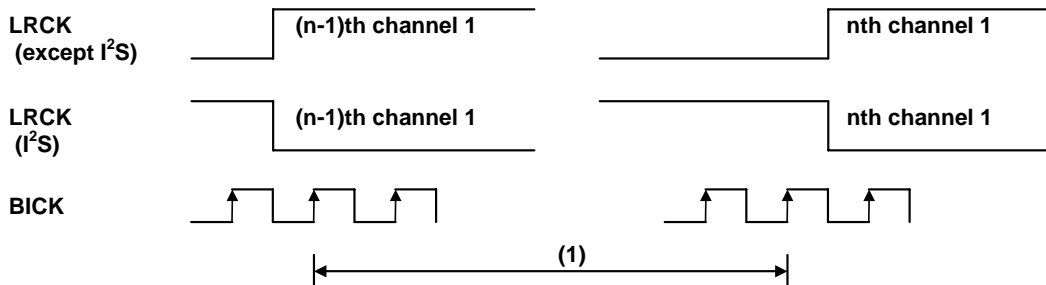 LRCK (n-1)th channel 1 nth channel 1
(except I²S)
LRCK (n-1)th channel 1 nth channel 1
(I²S)
BICK
(1)